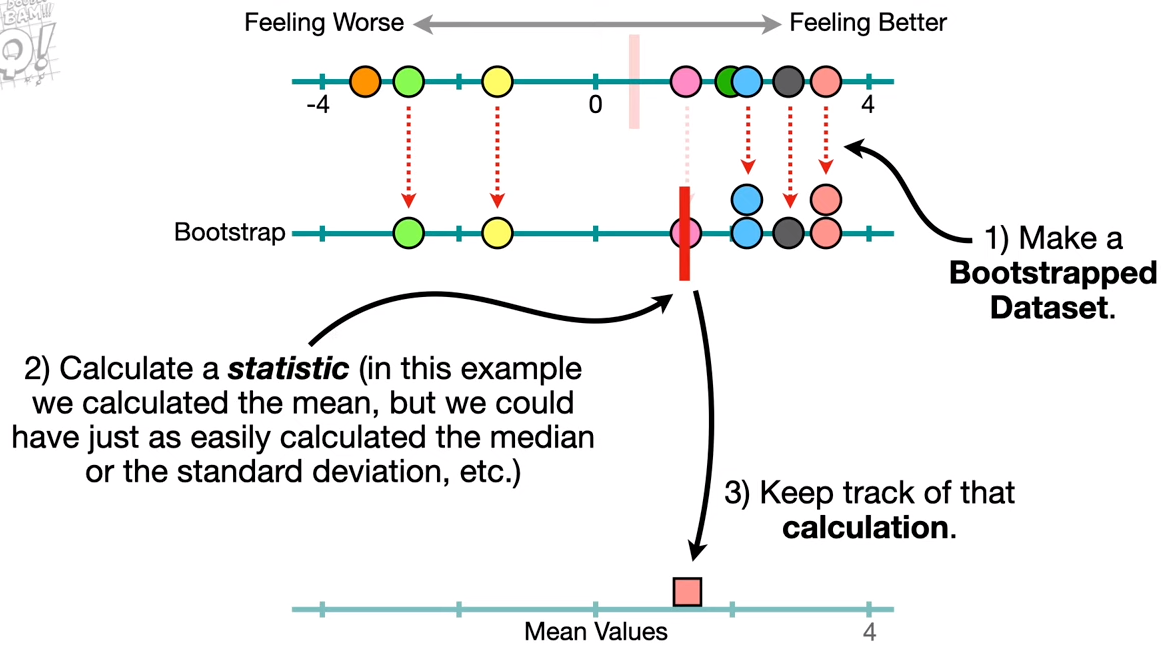 BAM!!!
Feeling Worse
Feeling Better
-4
0
4
Bootstrap
1) Make a
Bootstrapped
Dataset.
2) Calculate a statistic (in this example
we calculated the mean, but we could
have just as easily calculated the median
or the standard deviation, etc.)
3) Keep track of that
calculation.
Mean Values
4